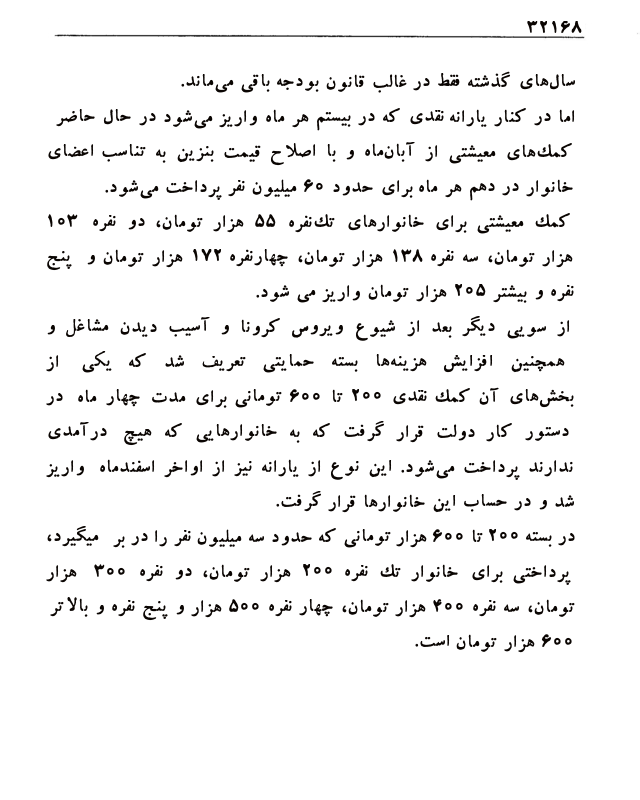 ۳۲۱۶۸
سال‌های گذشته فقط در غالب قانون بودجه باقی می‌ماند.
اما در کنار یارانه نقدی که در بیستم هر ماه واریز می‌شود در حال حاضر
کمك‌های معیشتی از آبان‌ماه و با اصلاح قیمت بنزین به تناسب اعضای
خانوار در دهم هر ماه برای حدود ۶۰ میلیون نفر پرداخت می‌شود.
کمك معیشتی برای خانوارهای تك‌نفره ۵۵ هزار تومان، دو نفره ۱۰۳
هزار تومان، سه نفره ۱۳۸ هزار تومان، چهارنفره ۱۷۲ هزار تومان و پنج
نفره و بیشتر ۲۰۵ هزار تومان واریز می شود.
از سویی دیگر بعد از شیوع ویروس کرونا و آسیب دیدن مشاغل و
همچنین افزایش هزینه‌ها بسته حمایتی تعریف شد که یکی از
بخش‌های آن کمك نقدی ۲۰۰ تا ۶۰۰ تومانی برای مدت چهار ماه در
دستور کار دولت قرار گرفت که به خانوارهایی که هیچ درآمدی
ندارند پرداخت می‌شود. این نوع از یارانه نیز از اواخر اسفندماه واریز
شد و در حساب این خانوارها قرار گرفت.
در بسته ۲۰۰ تا ۶۰۰ هزار تومانی که حدود سه میلیون نفر را در بر میگیرد،
پرداختی برای خانوار تك نفره ۲۰۰ هزار تومان، دو نفره ۳۰۰ هزار
تومان، سه نفره ۴۰۰ هزار تومان، چهار نفره ۵۰۰ هزار و پنج نفره و بالاتر
۶۰۰ هزار تومان است.